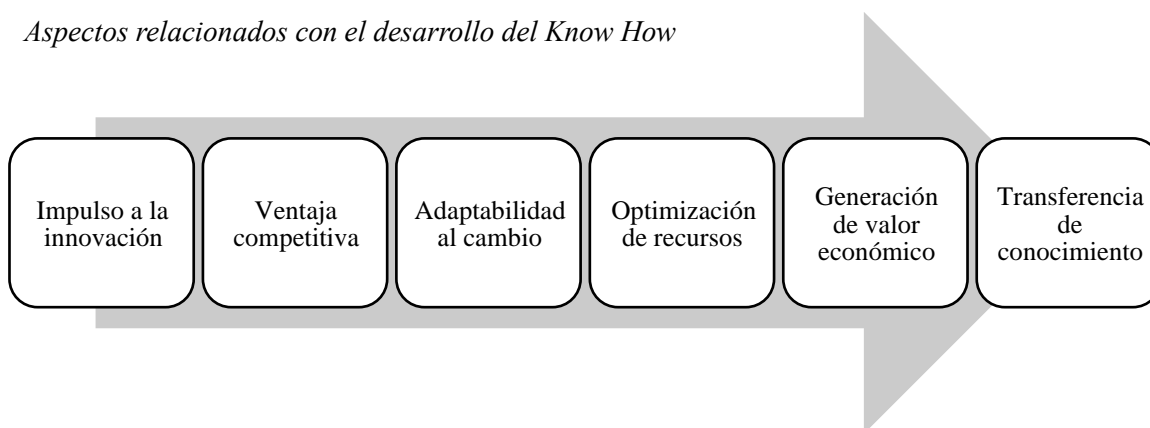 Aspectos relacionados con el desarrollo del Know How
Impulso a la
innovación
Ventaja
competitiva
Adaptabilidad
al cambio
Optimización
de recursos
Generación
de valor
económico
Transferencia
de
conocimiento